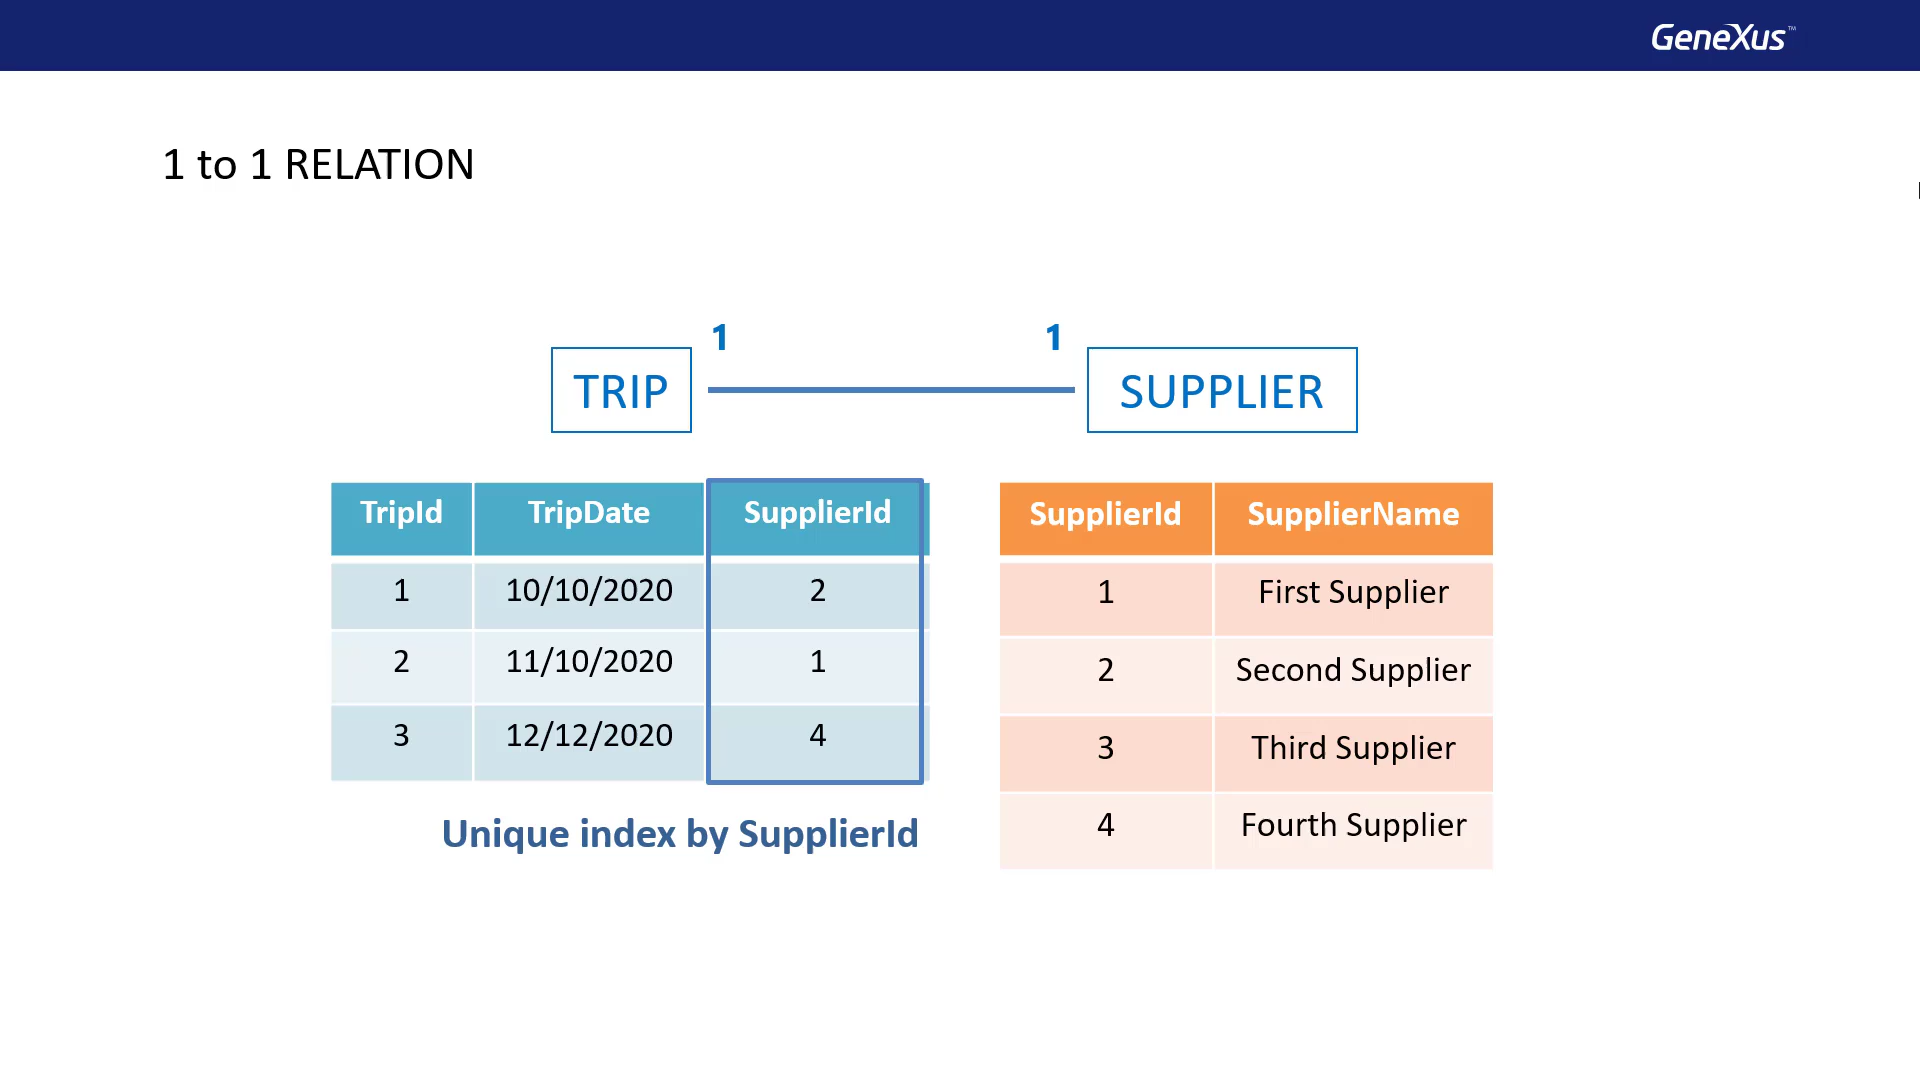 GeneXus™
1 to 1 RELATION
1 1
TRIP SUPPLIER
TripId TripDate SupplierId
1 10/10/2020 2
2 11/10/2020 1
3 12/12/2020 4
Unique index by SupplierId
SupplierId SupplierName
1 First Supplier
2 Second Supplier
3 Third Supplier
4 Fourth Supplier